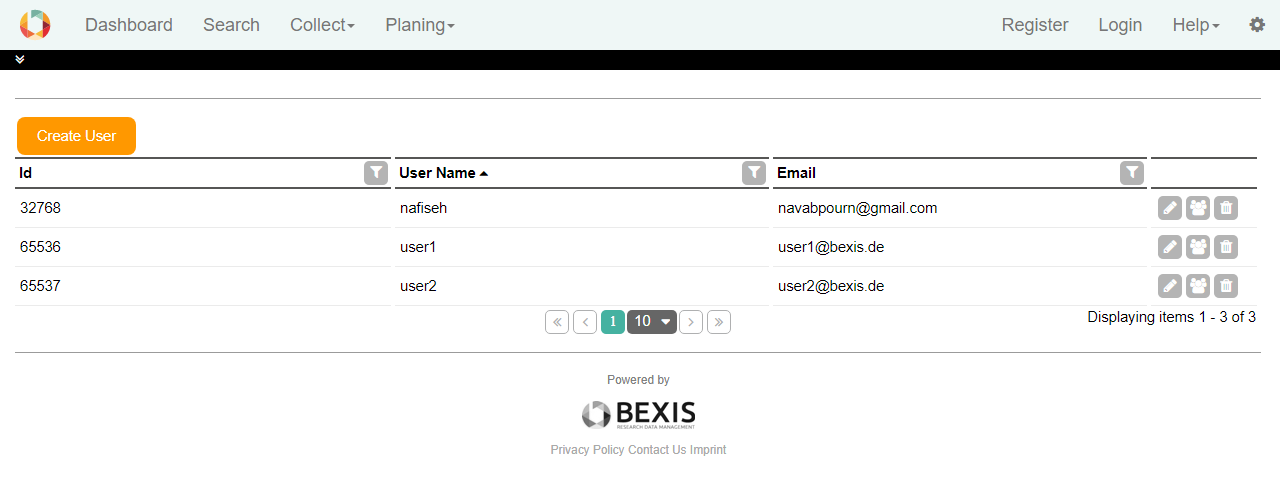 Dashboard Search Collect Planing Register Login Help
Create User
Id User Name Email
32768 nafiseh navabpourn@gmail.com
65536 user1 user1@bexis.de
65537 user2 user2@bexis.de
1 10 Displaying items 1 - 3 of 3
Powered by
BEXIS
RESEARCH DATA MANAGEMENT
Privacy Policy Contact Us Imprint